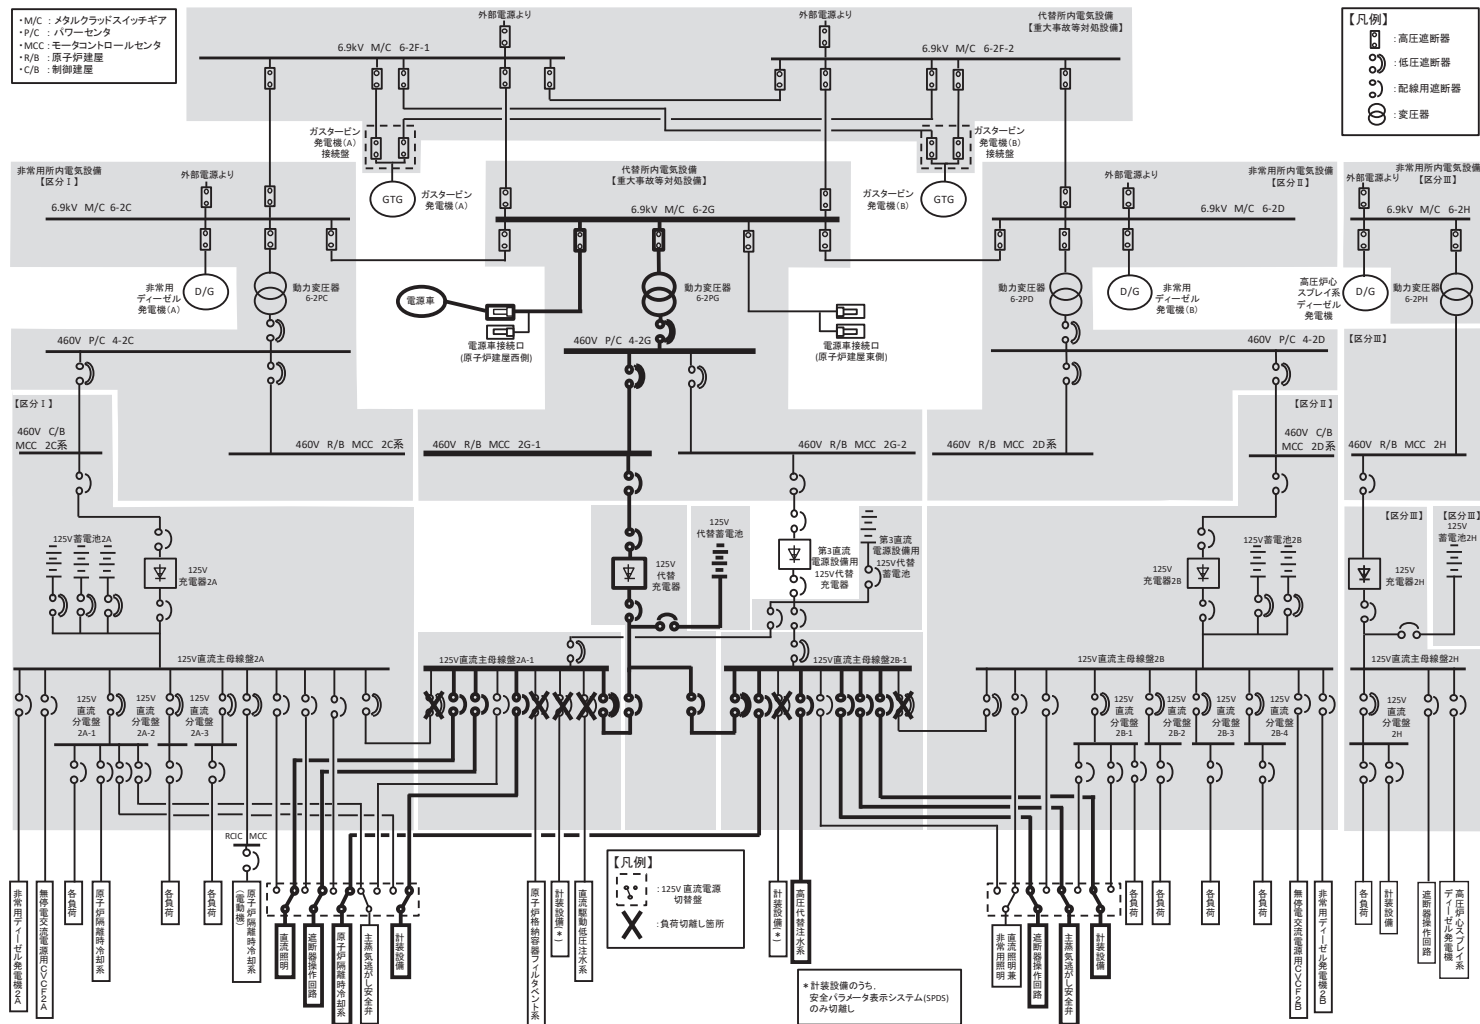 ・M/C ：メタルクラッドスイッチギア
・P/C ：パワーセンタ
・MCC：モータコントロールセンタ
・R/B ：原子炉建屋
・C/B ：制御建屋
外部電源より
外部電源より
代替所内電気設備
【重大事故等対処設備】
6.9kV M/C 6-2F-1
6.9kV M/C 6-2F-2
【凡例】
：高圧遮断器
：低圧遮断器
：配線用遮断器
：変圧器
ガスタービン
発電機(A)
接続盤
ガスタービン
発電機(B)
接続盤
非常用所内電気設備
【区分Ⅰ】
外部電源より
6.9kV M/C 6-2C
GTG
ガスタービン
発電機(A)
代替所内電気設備
【重大事故等対処設備】
6.9kV M/C 6-2G
ガスタービン
発電機(B)
GTG
外部電源より
非常用所内電気設備
【区分Ⅱ】
6.9kV M/C 6-2D
非常用所内電気設備
【区分Ⅲ】
外部電源より
6.9kV M/C 6-2H
非常用
ディーゼル
発電機(A)
D/G
動力変圧器
6-2PC
電源車
動力変圧器
6-2PG
動力変圧器
6-2PD
D/G
非常用
ディーゼル
発電機(B)
高圧炉心
スプレイ系
ディーゼル
発電機
D/G
動力変圧器
6-2PH
電源車接続口
(原子炉建屋西側)
電源車接続口
(原子炉建屋東側)
460V P/C 4-2C
460V P/C 4-2G
460V P/C 4-2D
【区分Ⅲ】
【区分Ⅰ】
【区分Ⅱ】
460V C/B
MCC 2C系
460V R/B MCC 2C系
460V R/B MCC 2G-1
460V R/B MCC 2G-2
460V R/B MCC 2D系
460V C/B
MCC 2D系
460V R/B MCC 2H
【区分Ⅲ】
【区分Ⅲ】
125V蓄電池2A
125V
充電器2A
125V
代替
充電器
125V
代替蓄電池
第3直流
電源設備用
125V代替
充電器
第3直流
電源設備用
125V代替
蓄電池
125V
充電器2B
125V蓄電池2B
125V
充電器2H
125V
蓄電池2H
125V直流主母線盤2A
125V直流主母線盤2A-1
125V直流主母線盤2B-1
125V直流主母線盤2B
125V直流主母線盤2H
125V
直流
分電盤
2A-1
125V
直流
分電盤
2A-2
125V
直流
分電盤
2A-3
125V
直流
分電盤
2B-1
125V
直流
分電盤
2B-2
125V
直流
分電盤
2B-3
125V
直流
分電盤
2B-4
125V
直流
分電盤
2H
RCIC MCC
【凡例】
：125V 直流電源
切替盤
：負荷切離し箇所
非常用ディーゼル発電機2A
無停電交流電源用CVCF2A
各負荷
原子炉隔離時冷却系
各負荷
各負荷
原子炉隔離時冷却系
(電動機)
直流照明
遮断器操作回路
原子炉隔離時冷却系
主蒸気逃がし安全弁
計装設備
原子炉格納容器フィルタベント系
計装設備(＊)
直流駆動低圧注水系
計装設備(＊)
高圧代替注水系
直流照明兼
非常用照明
遮断器操作回路
主蒸気逃がし安全弁
計装設備
各負荷
各負荷
各負荷
各負荷
無停電交流電源用CVCF2B
非常用ディーゼル発電機2B
各負荷
計装設備
遮断器操作回路
高圧炉心スプレイ系
ディーゼル発電機
＊計装設備のうち、
安全パラメータ表示システム(SPDS)
のみ切離し